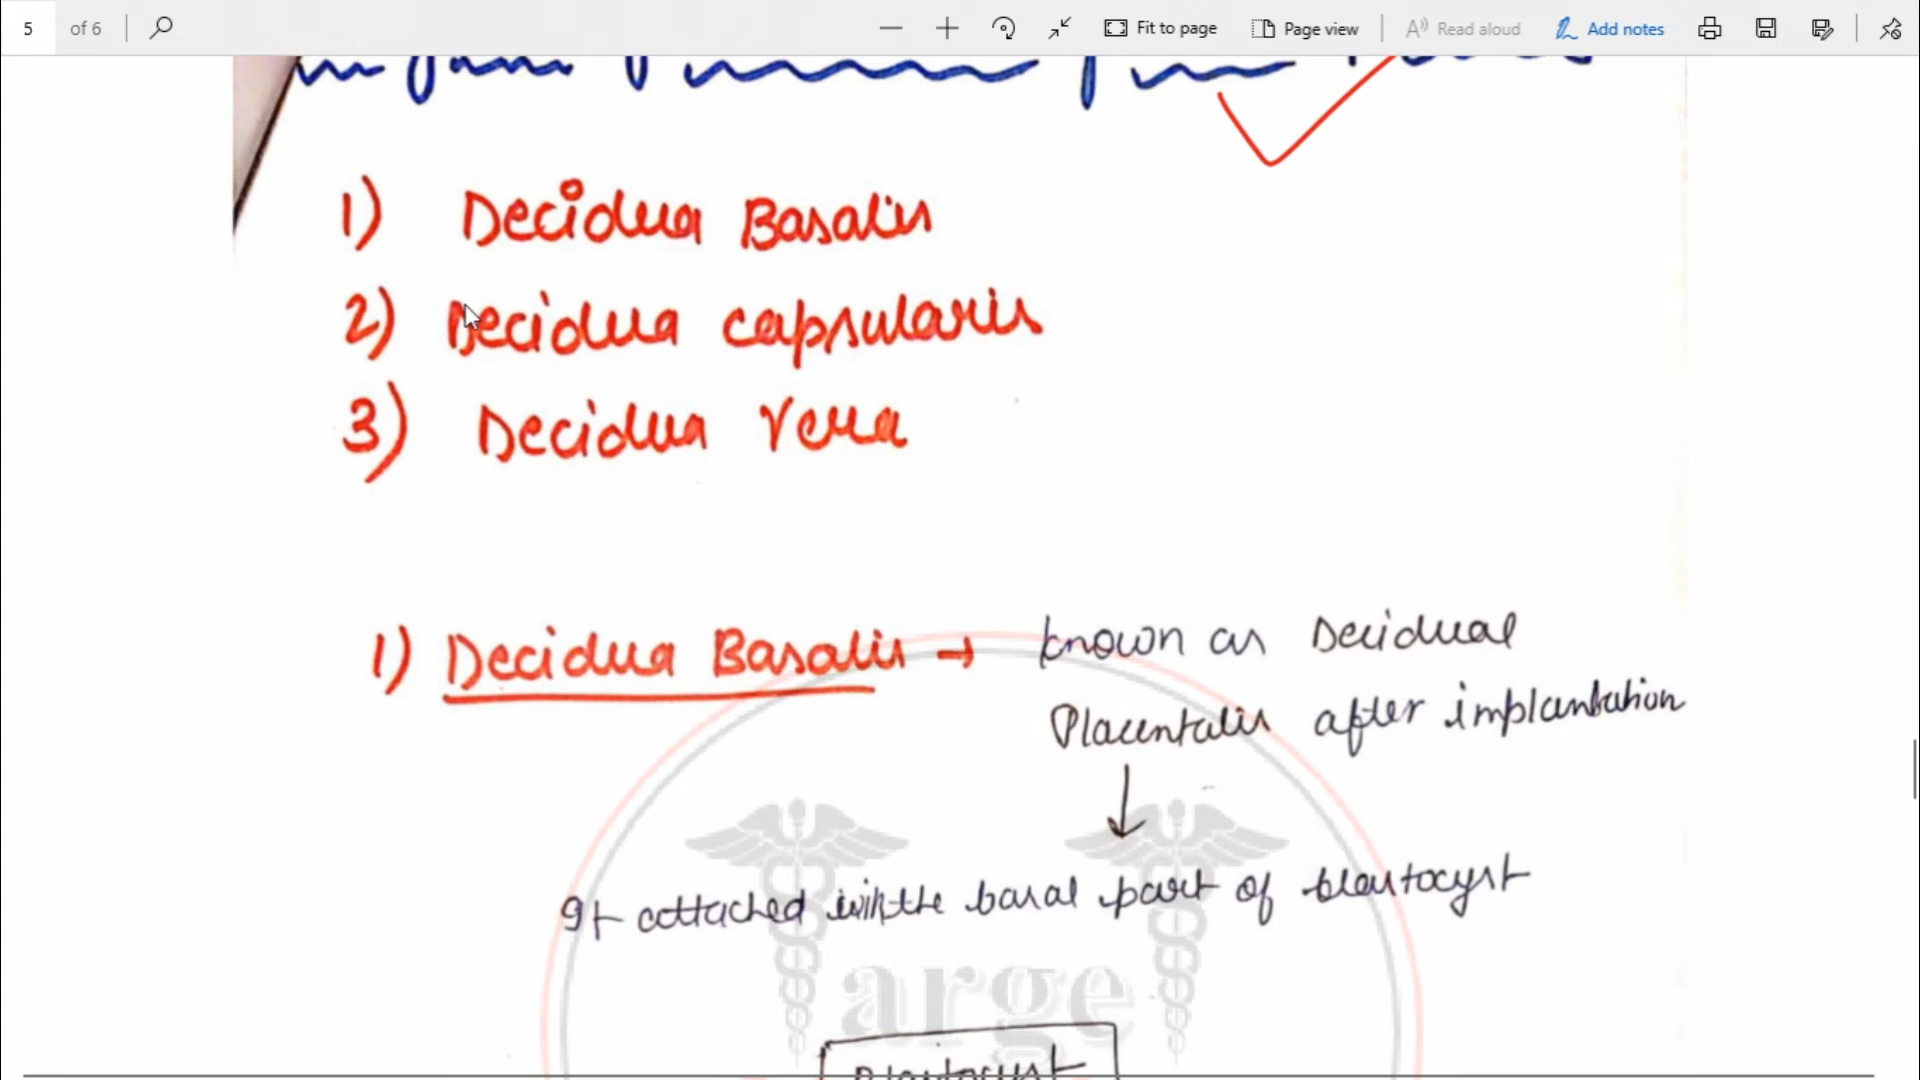 5 of 6 Fit to page Page view Read aloud Add notes
1) Decidua Basalis
2) Decidua capsularis
3) Decidua Vera
1) Decidua Basalis → known as Decidual
Placentalis after implantation
It attached with the basal part of blastocyst
arge
Blastocyst